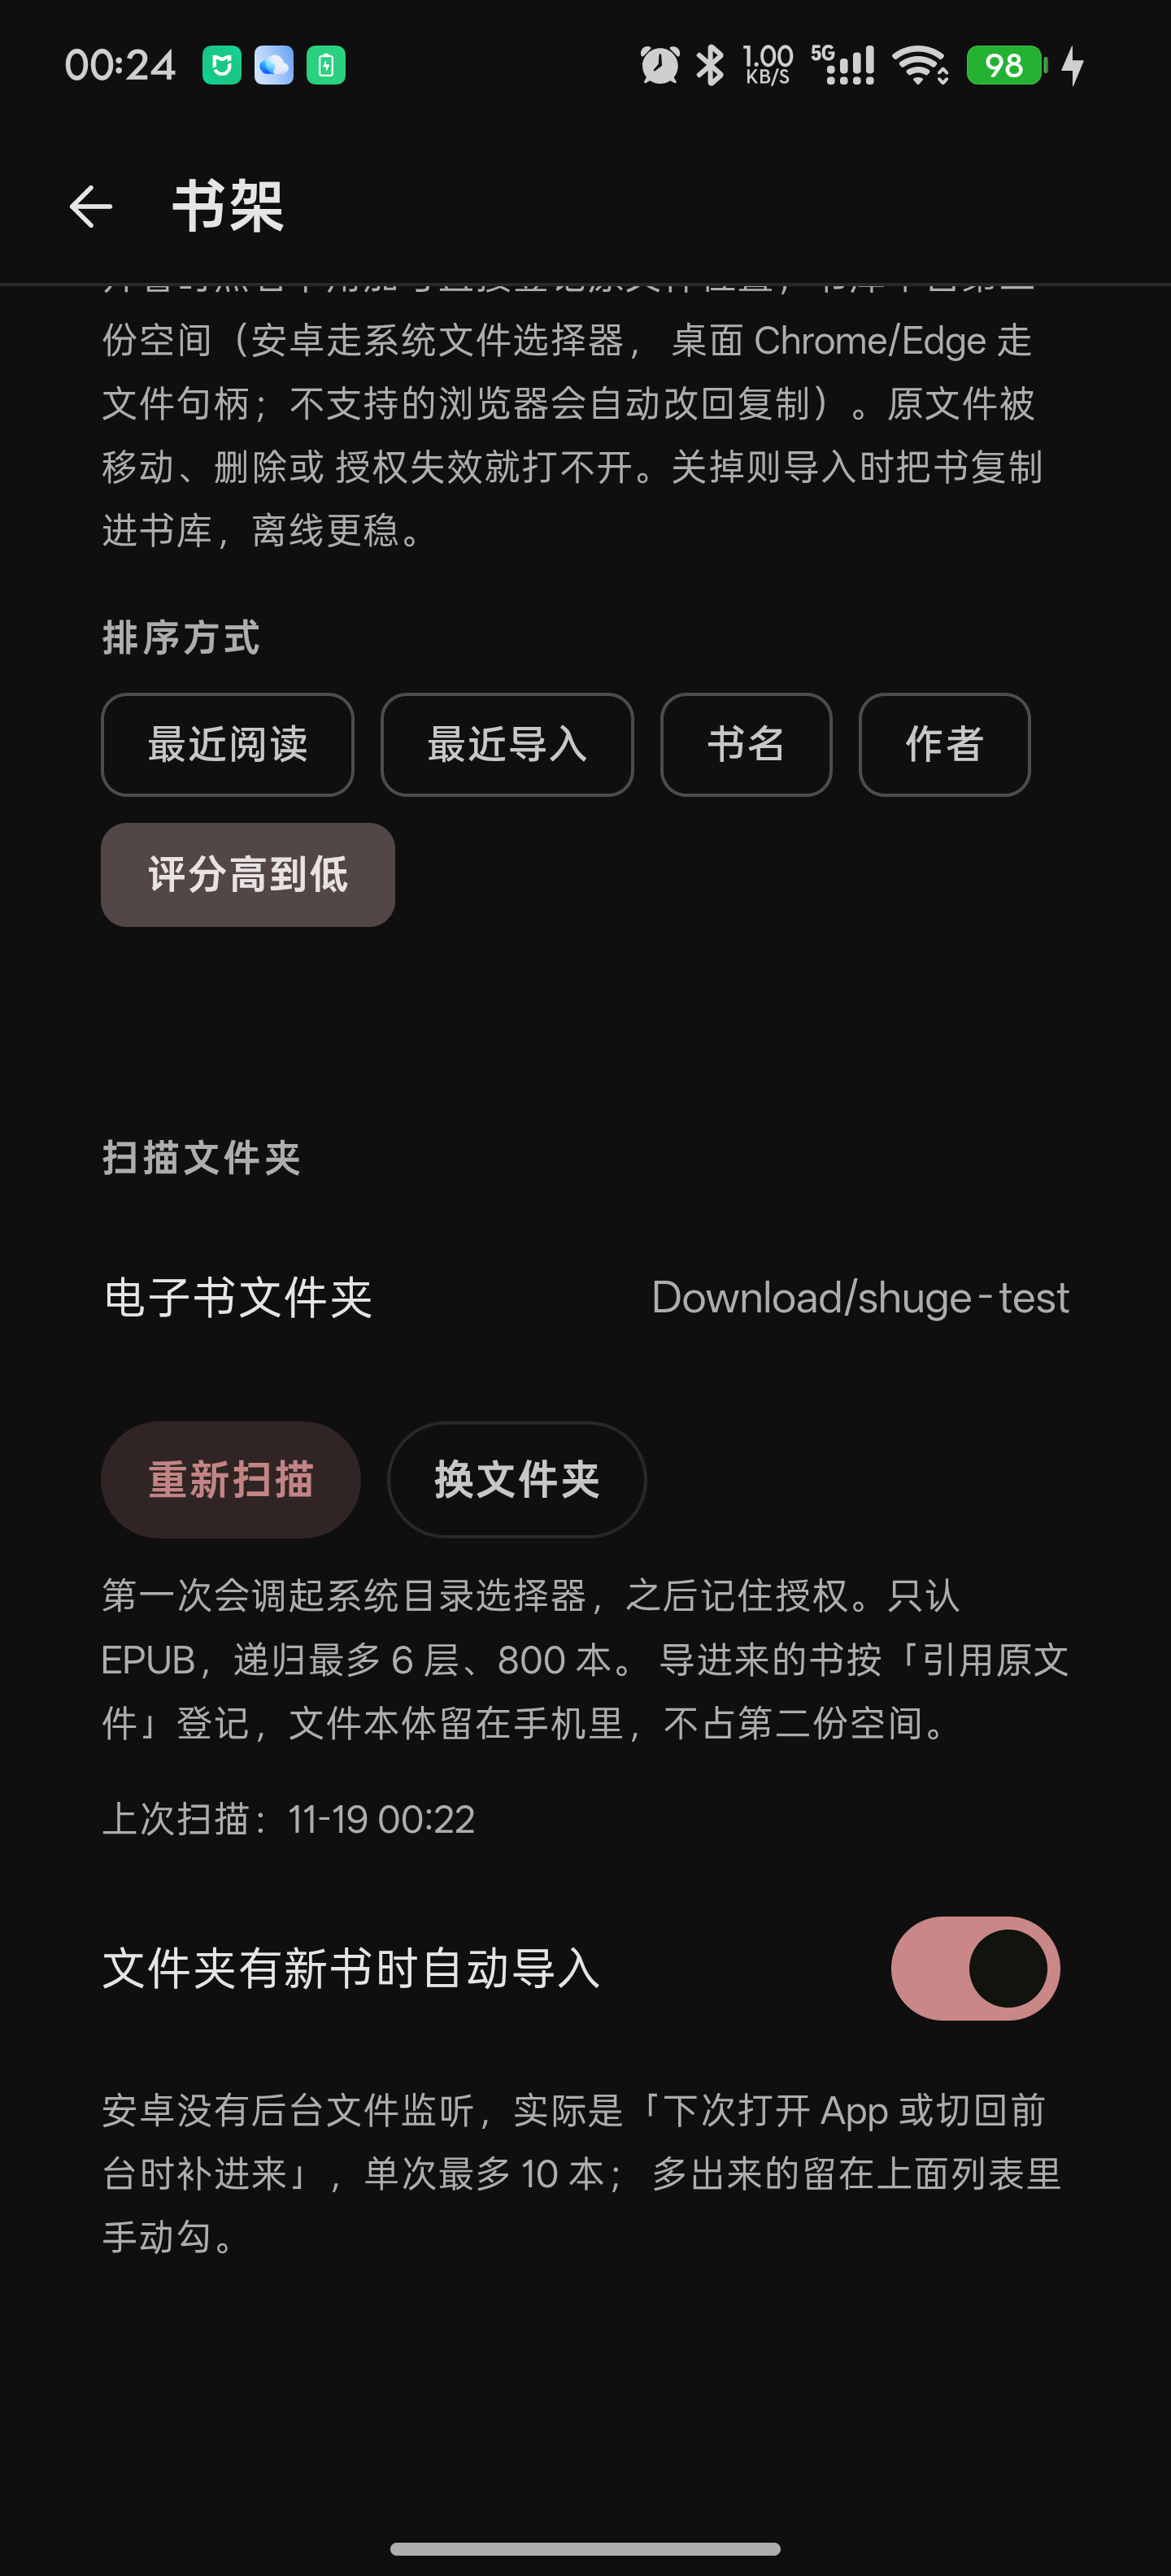 00:24
1.00
KB/S
5G
98
书架
份空间（安卓走系统文件选择器， 桌面 Chrome/Edge 走
文件句柄；不支持的浏览器会自动改回复制）。原文件被
移动、删除或 授权失效就打不开。关掉则导入时把书复制
进书库，离线更稳。
排序方式
最近阅读
最近导入
书名
作者
评分高到低
扫描文件夹
电子书文件夹
Download/shuge-test
重新扫描
换文件夹
第一次会调起系统目录选择器，之后记住授权。只认
EPUB，递归最多 6 层、800 本。 导进来的书按「引用原文
件」登记，文件本体留在手机里，不占第二份空间。
上次扫描：11-19 00:22
文件夹有新书时自动导入
安卓没有后台文件监听，实际是「下次打开 App 或切回前
台时补进来」，单次最多 10 本； 多出来的留在上面列表里
手动勾。